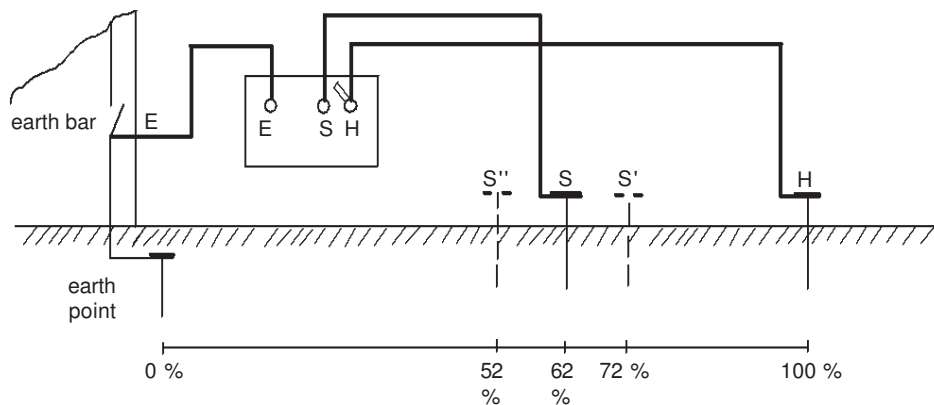 earth bar
E
E S H
S'' S S' H
earth
point
0 % 52 62 72 % 100 %
% %